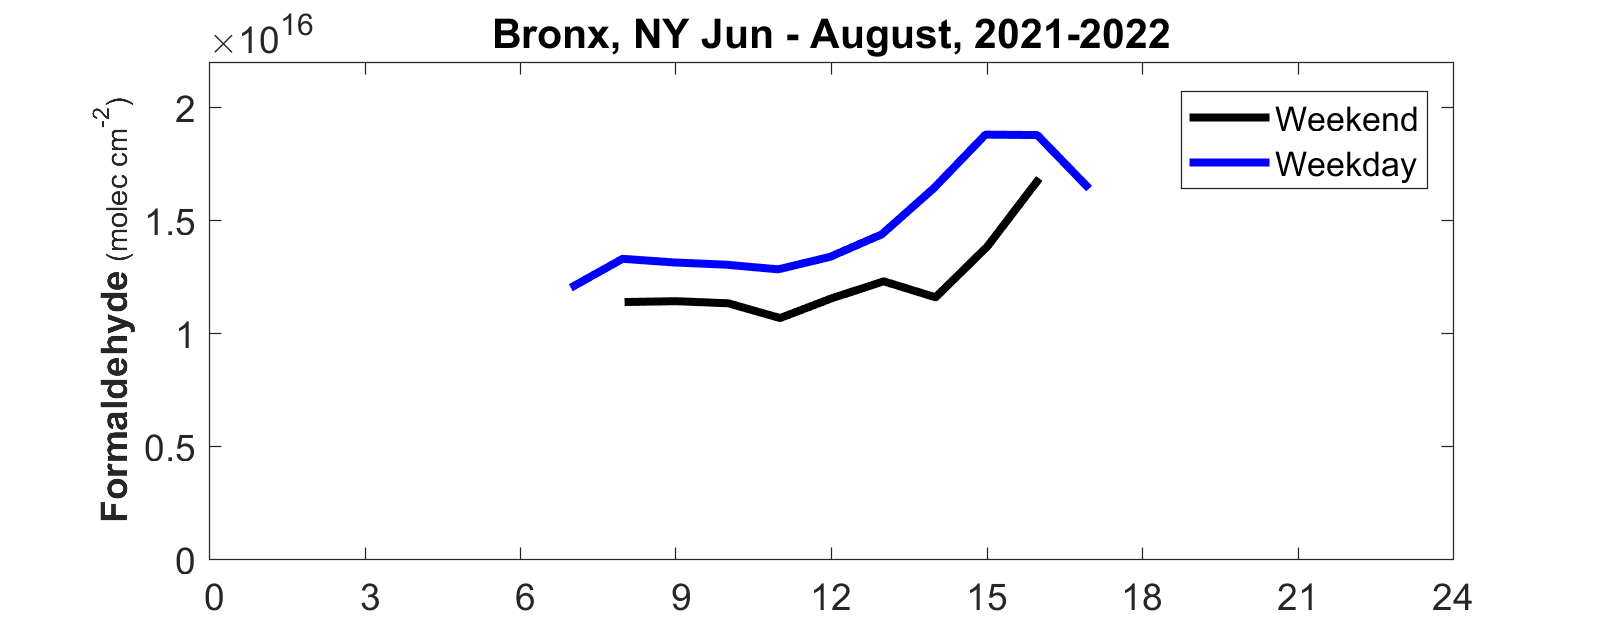 Bronx, NY Jun - August, 2021-2022
×10^16
Formaldehyde (molec cm^-2)
2
1.5
1
0.5
0
0 3 6 9 12 15 18 21 24
Weekend
Weekday